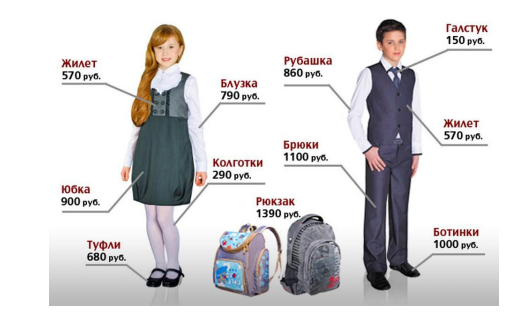 Жилет
570 руб.
Блузка
790 руб.
Колготки
290 руб.
Юбка
900 руб.
Туфли
680 руб.
Рюкзак
1390 руб.
Галстук
150 руб.
Рубашка
860 руб.
Жилет
570 руб.
Брюки
1100 руб.
Ботинки
1000 руб.